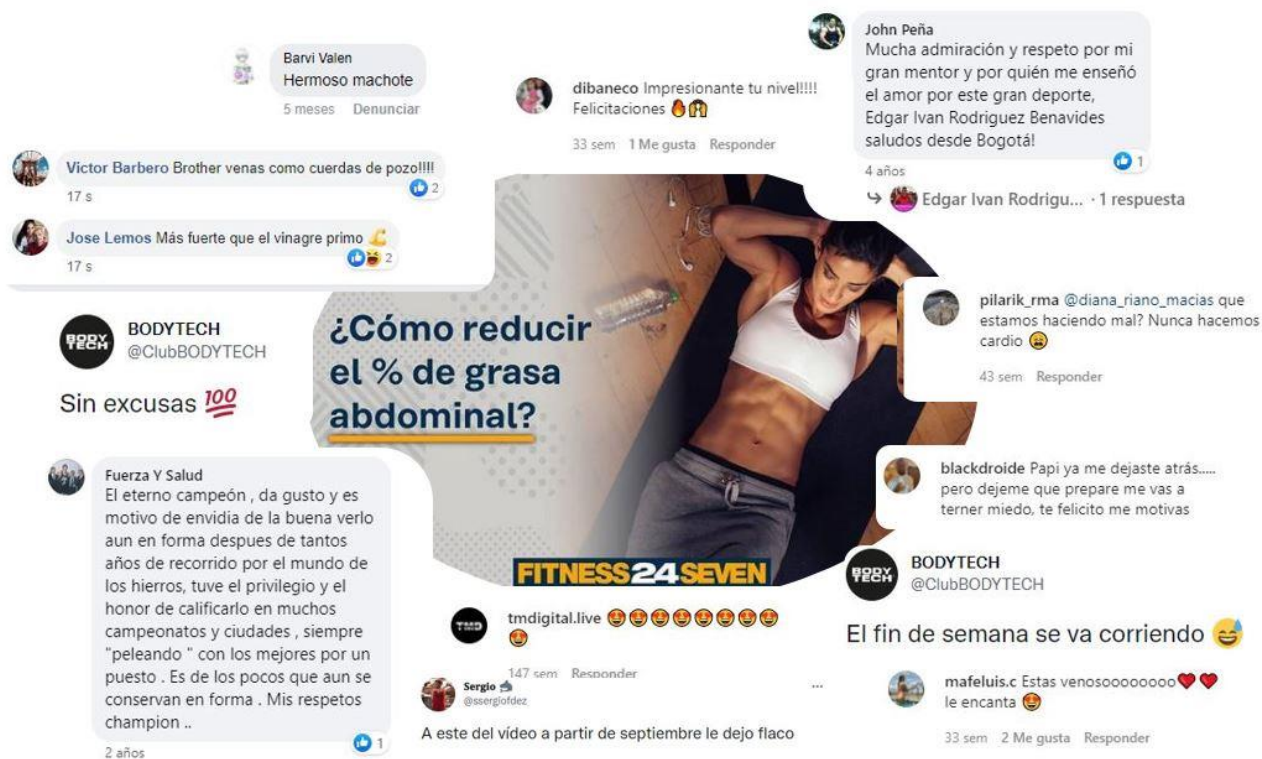 Barvi Valen
Hermoso machote
5 meses Denunciar
dibaneco Impresionante tu nivel!!!!
Felicitaciones 🔥🙌
33 sem 1 Me gusta Responder
John Peña
Mucha admiración y respeto por mi
gran mentor y por quién me enseñó
el amor por este gran deporte,
Edgar Ivan Rodriguez Benavides
saludos desde Bogotá!
1
4 años
Edgar Ivan Rodrigu... · 1 respuesta
Victor Barbero Brother venas como cuerdas de pozo!!!!
2
17 s
Jose Lemos Más fuerte que el vinagre primo 💪
2
17 s
BODY
TECH
BODYTECH
@ClubBODYTECH
Sin excusas 💯
¿Cómo reducir
el % de grasa
abdominal?
FITNESS24SEVEN
pilarik_rma @diana_riano_macias que
estamos haciendo mal? Nunca hacemos
cardio 😩
43 sem Responder
blackdroide Papi ya me dejaste atrás.....
pero dejeme que prepare me vas a
terner miedo, te felicito me motivas
Fuerza Y Salud
El eterno campeón , da gusto y es
motivo de envidia de la buena verlo
aun en forma despues de tantos
años de recorrido por el mundo de
los hierros, tuve el privilegio y el
honor de calificarlo en muchos
campeonatos y ciudades , siempre
"peleando " con los mejores por un
puesto . Es de los pocos que aun se
conservan en forma . Mis respetos
champion ..
1
2 años
TMD
tmdigital.live 😍😍😍😍😍😍😍😍
😍
147 sem Responder
Sergio 🦈
@ssergiofdez
...
A este del vídeo a partir de septiembre le dejo flaco
BODY
TECH
BODYTECH
@ClubBODYTECH
El fin de semana se va corriendo 😅
mafeluis.c Estas venosooooooooo❤️❤️
le encanta 😍
33 sem 2 Me gusta Responder